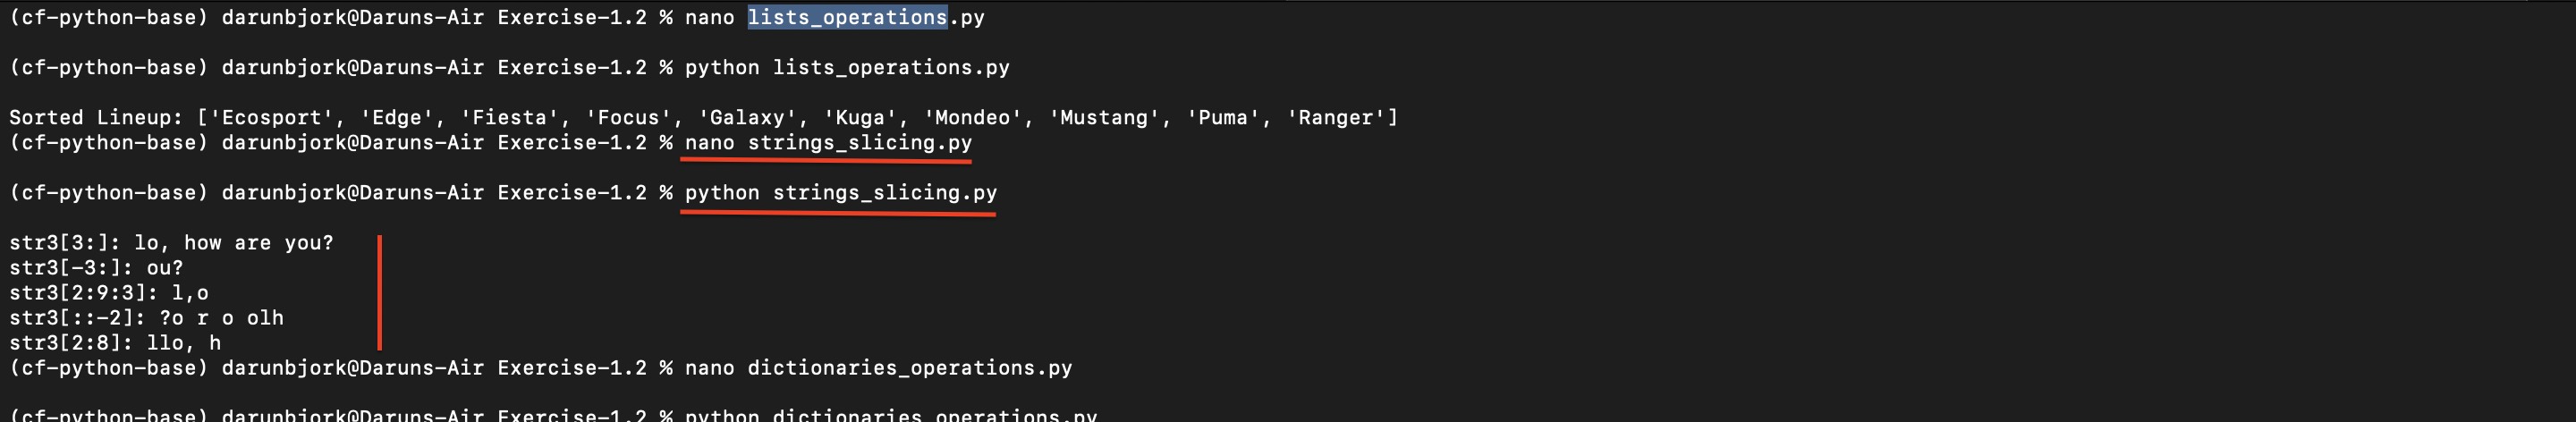 (cf-python-base) darunbjork@Daruns-Air Exercise-1.2 % nano lists_operations.py
(cf-python-base) darunbjork@Daruns-Air Exercise-1.2 % python lists_operations.py
Sorted Lineup: ['Ecosport', 'Edge', 'Fiesta', 'Focus', 'Galaxy', 'Kuga', 'Mondeo', 'Mustang', 'Puma', 'Ranger']
(cf-python-base) darunbjork@Daruns-Air Exercise-1.2 % nano strings_slicing.py
(cf-python-base) darunbjork@Daruns-Air Exercise-1.2 % python strings_slicing.py
str3[3:]: lo, how are you?
str3[-3:]: ou?
str3[2:9:3]: l,o
str3[::-2]: ?o r o olh
str3[2:8]: llo, h
(cf-python-base) darunbjork@Daruns-Air Exercise-1.2 % nano dictionaries_operations.py
(cf-python-base) darunbjork@Daruns-Air Exercise-1.2 % python dictionaries_operations.py